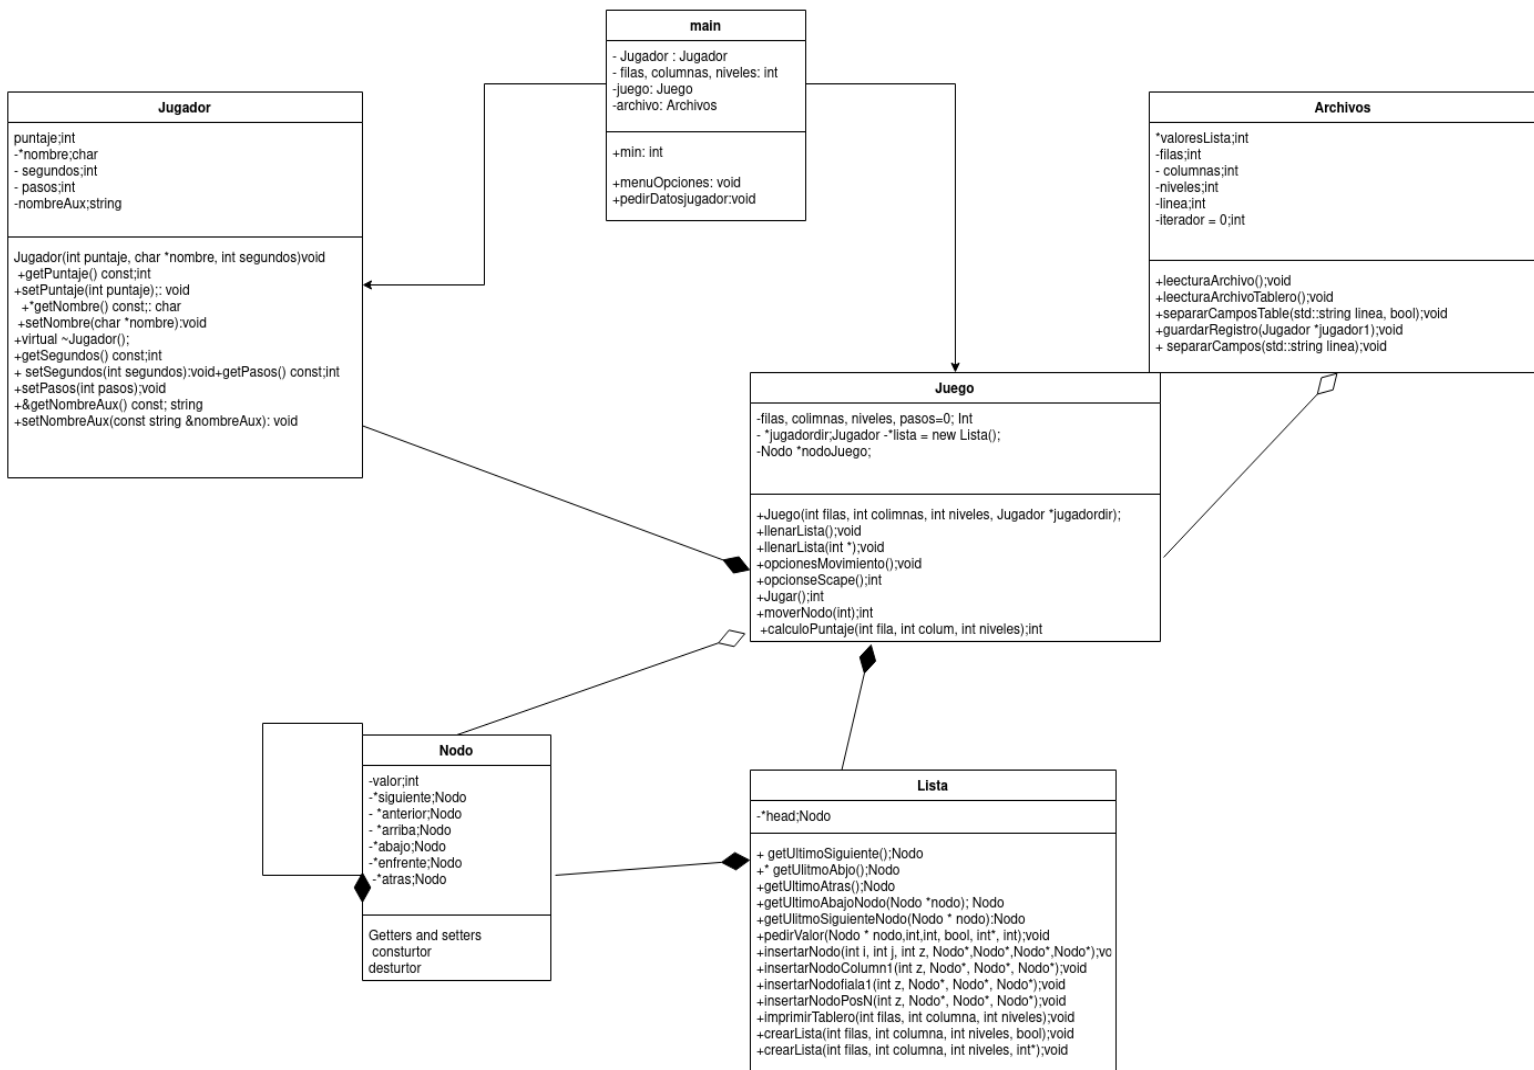 main
- Jugador : Jugador
- filas, columnas, niveles: int
-juego: Juego
-archivo: Archivos
+min: int
+menuOpciones: void
+pedirDatosjugador:void
Jugador
puntaje;int
-*nombre;char
- segundos;int
- pasos;int
-nombreAux;string
Jugador(int puntaje, char *nombre, int segundos)void
+getPuntaje() const;int
+setPuntaje(int puntaje);: void
+*getNombre() const;: char
+setNombre(char *nombre):void
+virtual ~Jugador();
+getSegundos() const;int
+ setSegundos(int segundos):void+getPasos() const;int
+setPasos(int pasos);void
+&getNombreAux() const; string
+setNombreAux(const string &nombreAux): void
Archivos
*valoresLista;int
-filas;int
- columnas;int
-niveles;int
-linea;int
-iterador = 0;int
+leecturaArchivo();void
+leecturaArchivoTablero();void
+separarCamposTable(std::string linea, bool);void
+guardarRegistro(Jugador *jugador1);void
+ separarCampos(std::string linea);void
Juego
-filas, colimnas, niveles, pasos=0; Int
- *jugadordir;Jugador -*lista = new Lista();
-Nodo *nodoJuego;
+Juego(int filas, int colimnas, int niveles, Jugador *jugadordir);
+llenarLista();void
+llenarLista(int *);void
+opcionesMovimiento();void
+opcionseScape();int
+Jugar();int
+moverNodo(int);int
+calculoPuntaje(int fila, int colum, int niveles);int
Nodo
-valor;int
-*siguiente;Nodo
- *anterior;Nodo
- *arriba;Nodo
-*abajo;Nodo
-*enfrente;Nodo
-*atras;Nodo
Getters and setters
consturtor
desturtor
Lista
-*head;Nodo
+ getUltimoSiguiente();Nodo
+* getUlitmoAbjo();Nodo
+getUltimoAtras();Nodo
+getUltimoAbajoNodo(Nodo *nodo); Nodo
+getUlitmoSiguienteNodo(Nodo * nodo):Nodo
+pedirValor(Nodo * nodo,int,int, bool, int*, int);void
+insertarNodo(int i, int j, int z, Nodo*,Nodo*,Nodo*,Nodo*);vo
+insertarNodoColumn1(int z, Nodo*, Nodo*, Nodo*);void
+insertarNodofiala1(int z, Nodo*, Nodo*, Nodo*);void
+insertarNodoPosN(int z, Nodo*, Nodo*, Nodo*);void
+imprimirTablero(int filas, int columna, int niveles);void
+crearLista(int filas, int columna, int niveles, bool);void
+crearLista(int filas, int columna, int niveles, int*);void